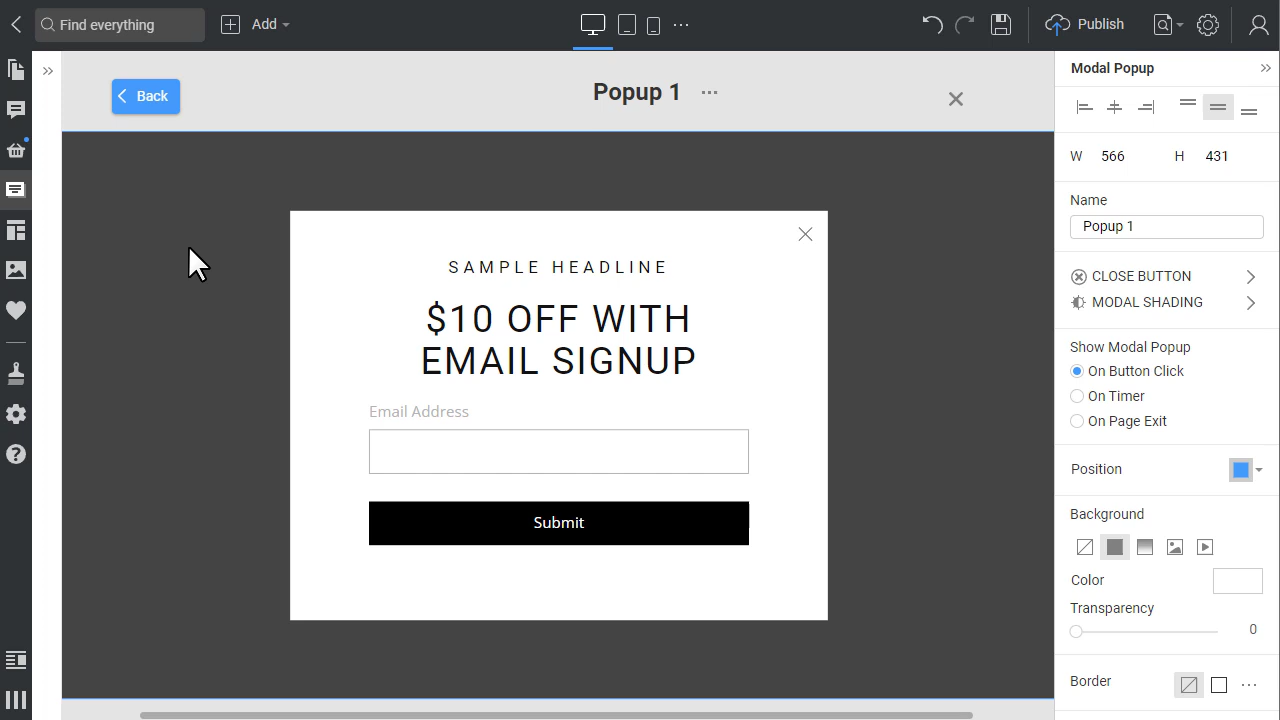 Find everything
Add
Publish
Back
Popup 1
Modal Popup
W 566 H 431
Name
Popup 1
CLOSE BUTTON
MODAL SHADING
Show Modal Popup
On Button Click
On Timer
On Page Exit
Position
Background
Color
Transparency
0
Border
SAMPLE HEADLINE
$10 OFF WITH
EMAIL SIGNUP
Email Address
Submit